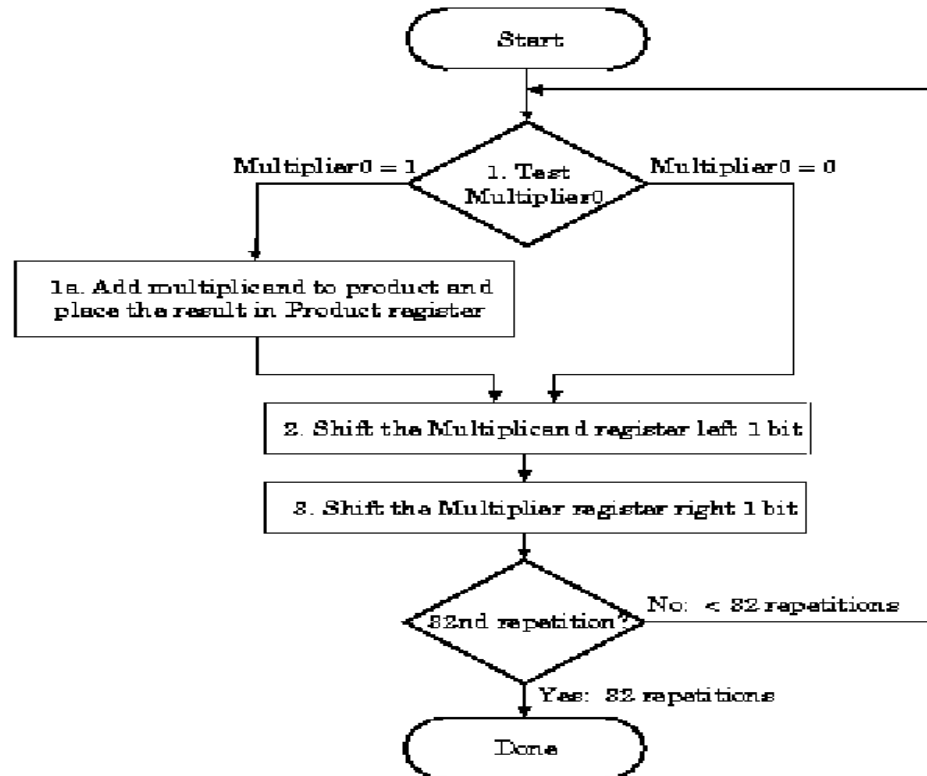 Start
Multiplier0 = 1
1. Test
Multiplier0
Multiplier0 = 0
1a. Add multiplicand to product and
place the result in Product register
2. Shift the Multiplicand register left 1 bit
3. Shift the Multiplier register right 1 bit
32nd repetition?
No: < 32 repetitions
Yes: 32 repetitions
Done